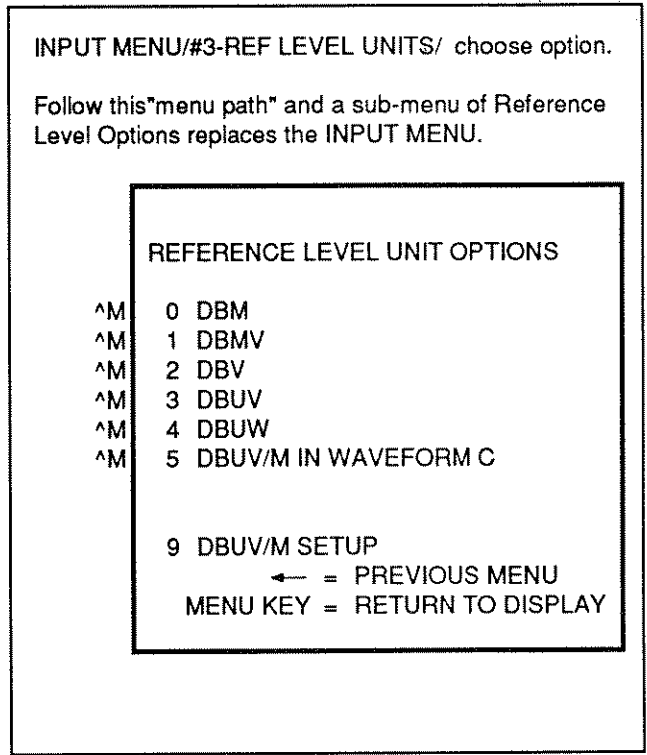 INPUT MENU/#3-REF LEVEL UNITS/ choose option.
Follow this"menu path" and a sub-menu of Reference
Level Options replaces the INPUT MENU.
REFERENCE LEVEL UNIT OPTIONS
^M 0 DBM
^M 1 DBMV
^M 2 DBV
^M 3 DBUV
^M 4 DBUW
^M 5 DBUV/M IN WAVEFORM C
9 DBUV/M SETUP
← = PREVIOUS MENU
MENU KEY = RETURN TO DISPLAY